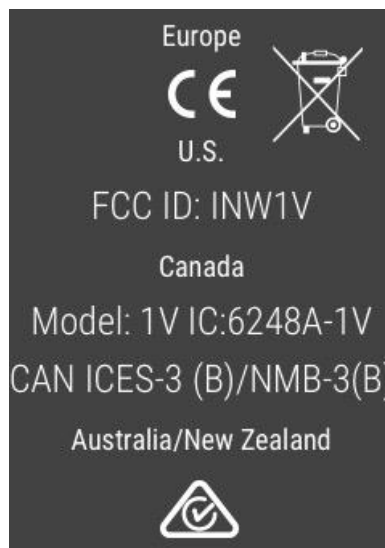 Europe
CE
U.S.
FCC ID: INW1V
Canada
Model: 1V IC:6248A-1V
CAN ICES-3 (B)/NMB-3(B)
Australia/New Zealand